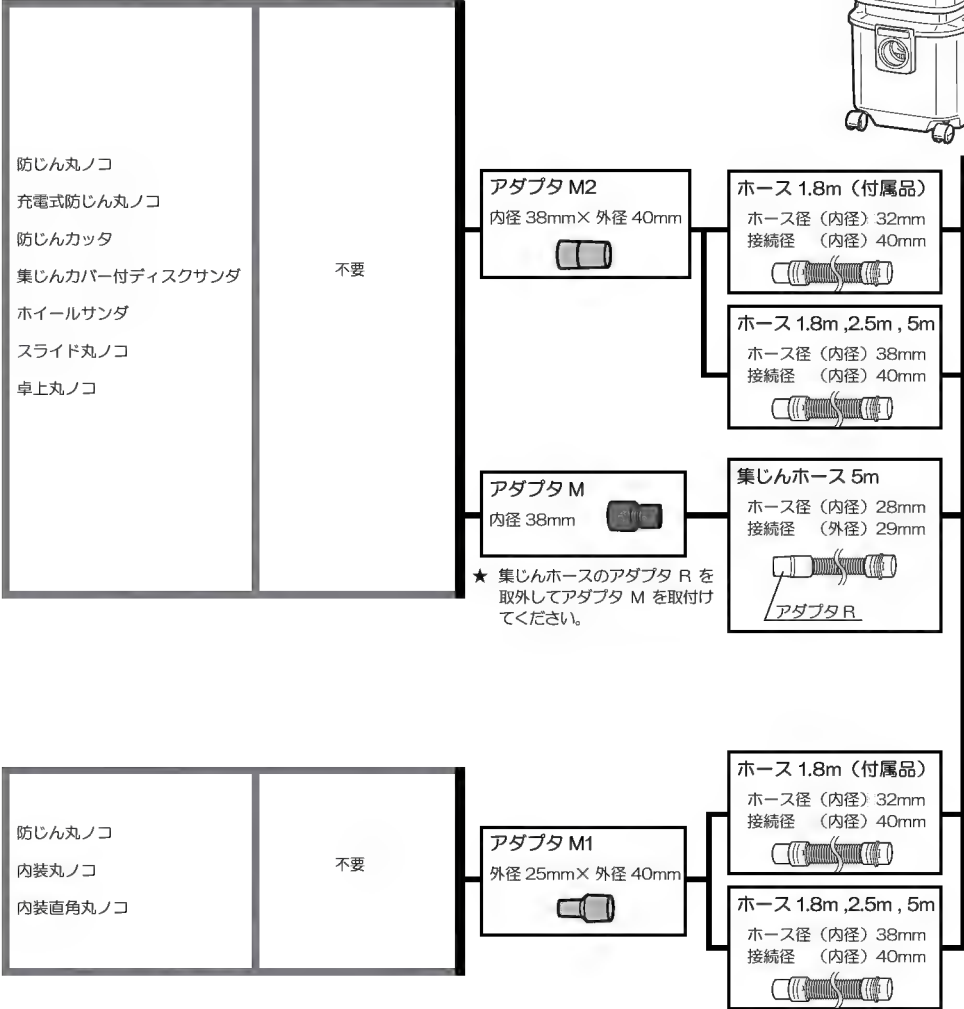 防じん丸ノコ
充電式防じん丸ノコ
防じんカッタ
集じんカバー付ディスクサンダ
ホイールサンダ
スライド丸ノコ
卓上丸ノコ
不要
アダプタ M2
内径 38mm× 外径 40mm
ホース 1.8m（付属品）
ホース径（内径）32mm
接続径　（内径）40mm
ホース 1.8m ,2.5m , 5m
ホース径（内径）38mm
接続径　（内径）40mm
アダプタ M
内径 38mm
★ 集じんホースのアダプタ R を
取外してアダプタ M を取付け
てください。
集じんホース 5m
ホース径（内径）28mm
接続径　（外径）29mm
アダプタ R
防じん丸ノコ
内装丸ノコ
内装直角丸ノコ
不要
アダプタ M1
外径 25mm× 外径 40mm
ホース 1.8m（付属品）
ホース径（内径）32mm
接続径　（内径）40mm
ホース 1.8m ,2.5m , 5m
ホース径（内径）38mm
接続径　（内径）40mm